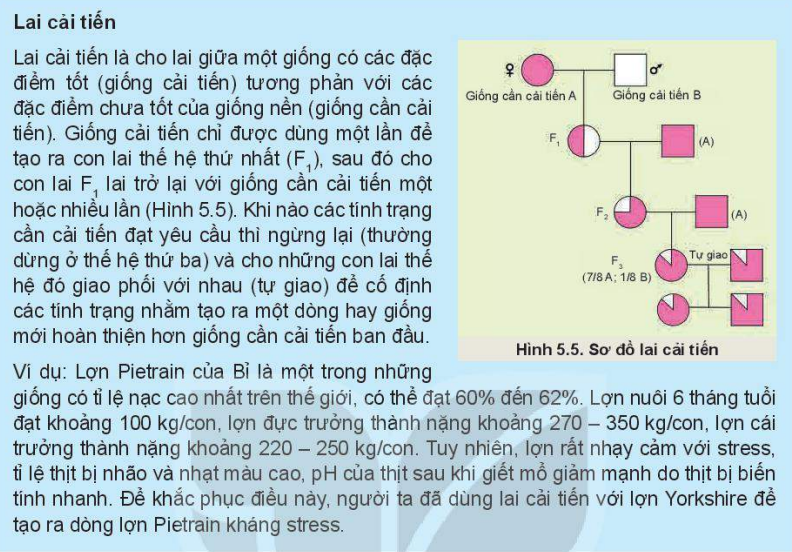 Lai cải tiến
Lai cải tiến là cho lai giữa một giống có các đặc
điểm tốt (giống cải tiến) tương phản với các
đặc điểm chưa tốt của giống nền (giống cần cải
tiến). Giống cải tiến chỉ được dùng một lần để
tạo ra con lai thế hệ thứ nhất (F1), sau đó cho
con lai F1 lai trở lại với giống cần cải tiến một
hoặc nhiều lần (Hình 5.5). Khi nào các tính trạng
cần cải tiến đạt yêu cầu thì ngừng lại (thường
dừng ở thế hệ thứ ba) và cho những con lai thế
hệ đó giao phối với nhau (tự giao) để cố định
các tính trạng nhằm tạo ra một dòng hay giống
mới hoàn thiện hơn giống cần cải tiến ban đầu.
♀ ♂
Giống cần cải tiến A Giống cải tiến B
F1 (A)
F2 (A)
F3 Tự giao
(7/8 A; 1/8 B)
Hình 5.5. Sơ đồ lai cải tiến
Ví dụ: Lợn Pietrain của Bỉ là một trong những
giống có tỉ lệ nạc cao nhất trên thế giới, có thể đạt 60% đến 62%. Lợn nuôi 6 tháng tuổi
đạt khoảng 100 kg/con, lợn đực trưởng thành nặng khoảng 270 – 350 kg/con, lợn cái
trưởng thành nặng khoảng 220 – 250 kg/con. Tuy nhiên, lợn rất nhạy cảm với stress,
tỉ lệ thịt bị nhão và nhạt màu cao, pH của thịt sau khi giết mổ giảm mạnh do thịt bị biến
tính nhanh. Để khắc phục điều này, người ta đã dùng lai cải tiến với lợn Yorkshire để
tạo ra dòng lợn Pietrain kháng stress.